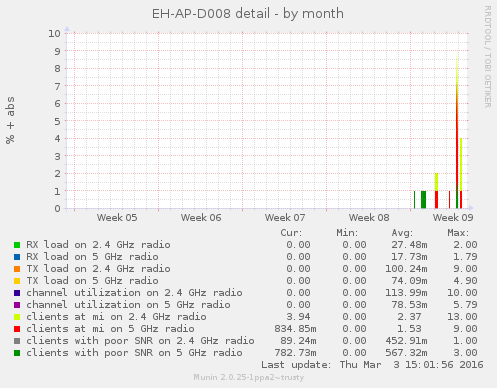 EH-AP-D008 detail - by month
RRDTOOL / TOBI OETIKER
% + abs
10
9
8
7
6
5
4
3
2
1
0
Week 05 Week 06 Week 07 Week 08 Week 09
Cur: Min: Avg: Max:
RX load on 2.4 GHz radio 0.00 0.00 27.48m 2.00
RX load on 5 GHz radio 0.00 0.00 17.73m 1.79
TX load on 2.4 GHz radio 0.00 0.00 100.24m 9.00
TX load on 5 GHz radio 0.00 0.00 74.09m 4.90
channel utilization on 2.4 GHz radio 0.00 0.00 113.99m 10.00
channel utilization on 5 GHz radio 0.00 0.00 78.53m 5.79
clients at mi on 2.4 GHz radio 3.94 0.00 2.37 13.00
clients at mi on 5 GHz radio 834.85m 0.00 1.53 9.00
clients with poor SNR on 2.4 GHz radio 89.24m 0.00 452.91m 1.00
clients with poor SNR on 5 GHz radio 782.73m 0.00 567.32m 3.00
Last update: Thu Mar 3 15:01:56 2016
Munin 2.0.25-1ppa2~trusty